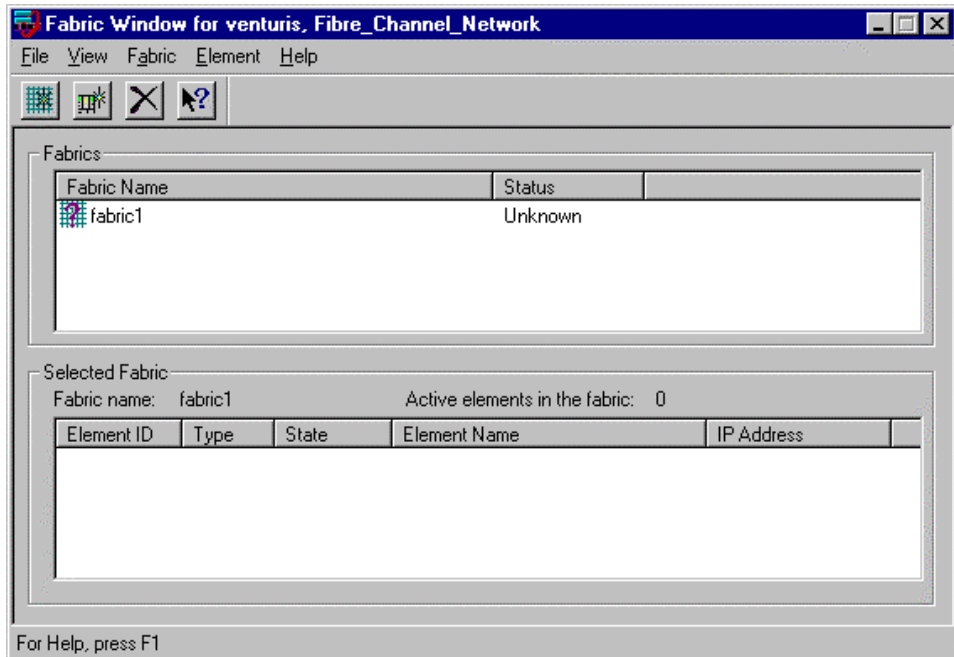 Fabric Window for venturis, Fibre_Channel_Network
File View Fabric Element Help
Fabrics
Fabric Name Status
fabric1 Unknown
Selected Fabric
Fabric name: fabric1 Active elements in the fabric: 0
Element ID Type State Element Name IP Address
For Help, press F1